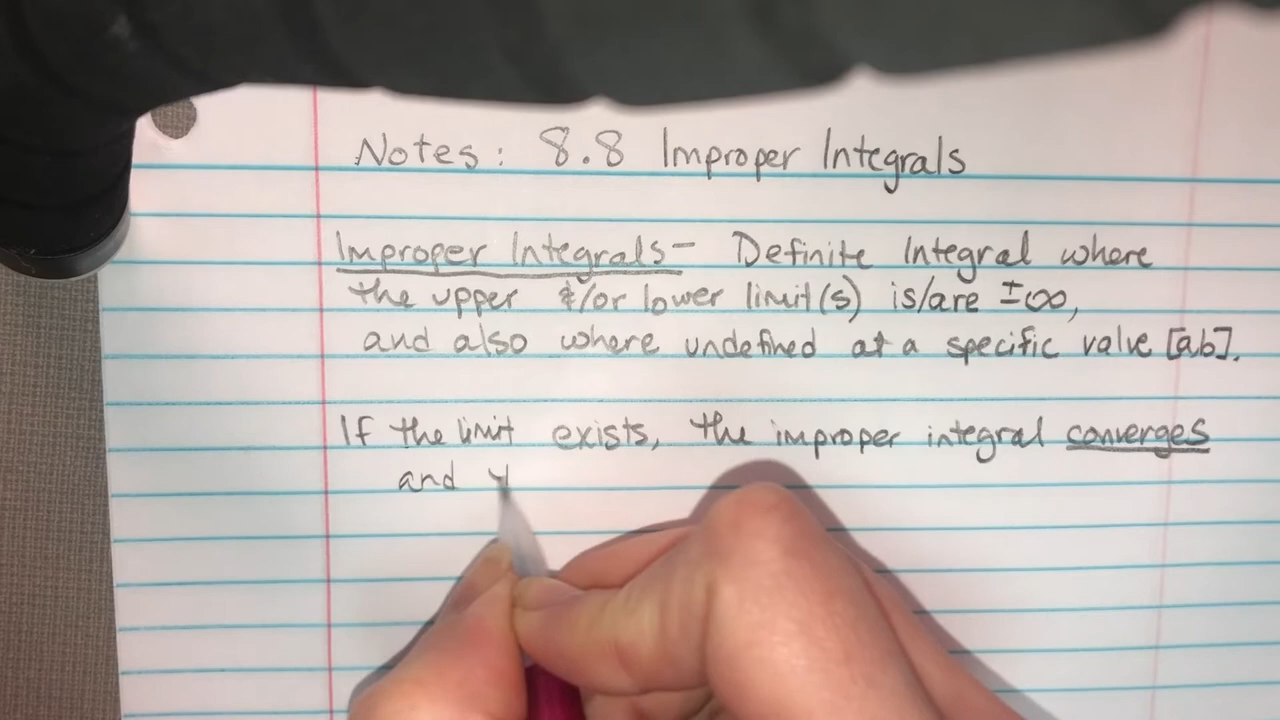 Notes: 8.8 Improper Integrals
Improper Integrals- Definite Integral where
the upper &/or lower limit(s) is/are ±∞,
and also where undefined at a specific value [ab].
If the limit exists, the improper integral converges
and